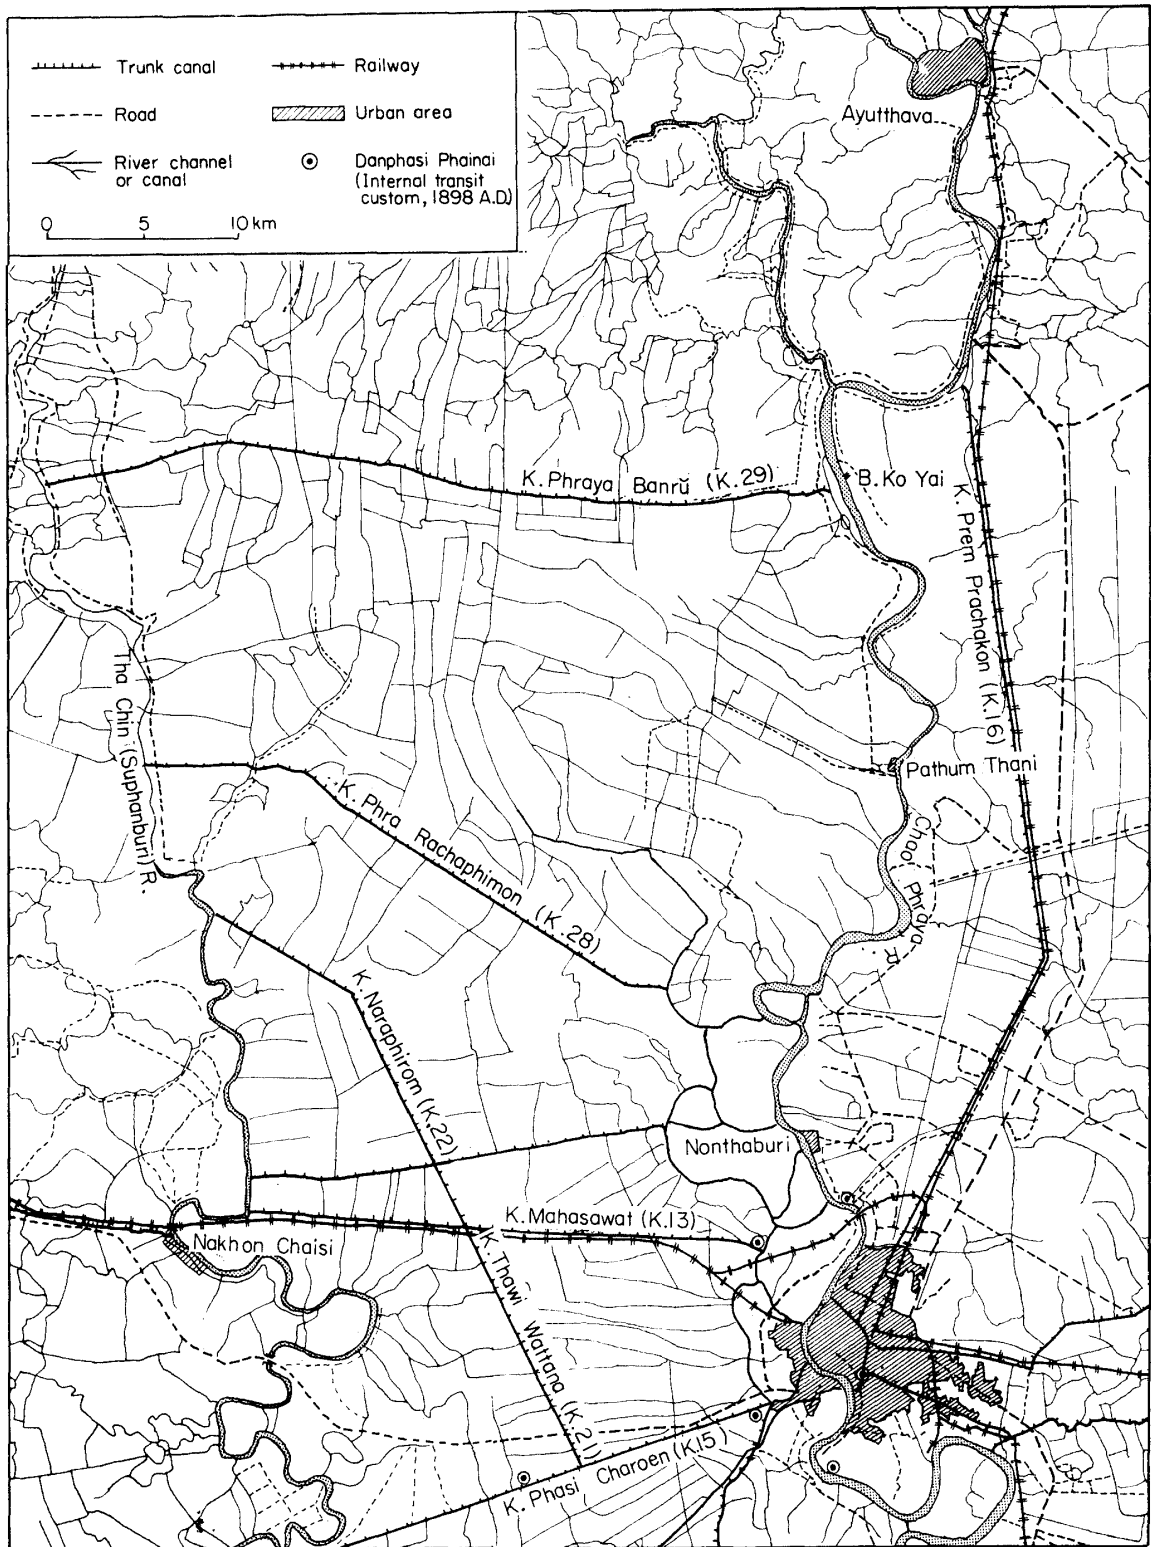 Trunk canal
Railway
Road
Urban area
River channel
or canal
Danphasi Phainai
(Internal transit
custom, 1898 A.D.)
0 5 10 km
Ayutthava
K. Phraya Banrŭ (K.29)
B. Ko Yai
K. Prem Prachakon (K.16)
Tha Chin (Suphanburi) R.
Pathum Thani
K. Phra Rachaphimon (K.28)
Chao Phraya R.
K. Naraphirom (K.22)
Nonthaburi
K. Mahasawat (K.13)
Nakhon Chaisi
K. Thawi Wattana (K.21)
K. Phasi Charoen (K.15)